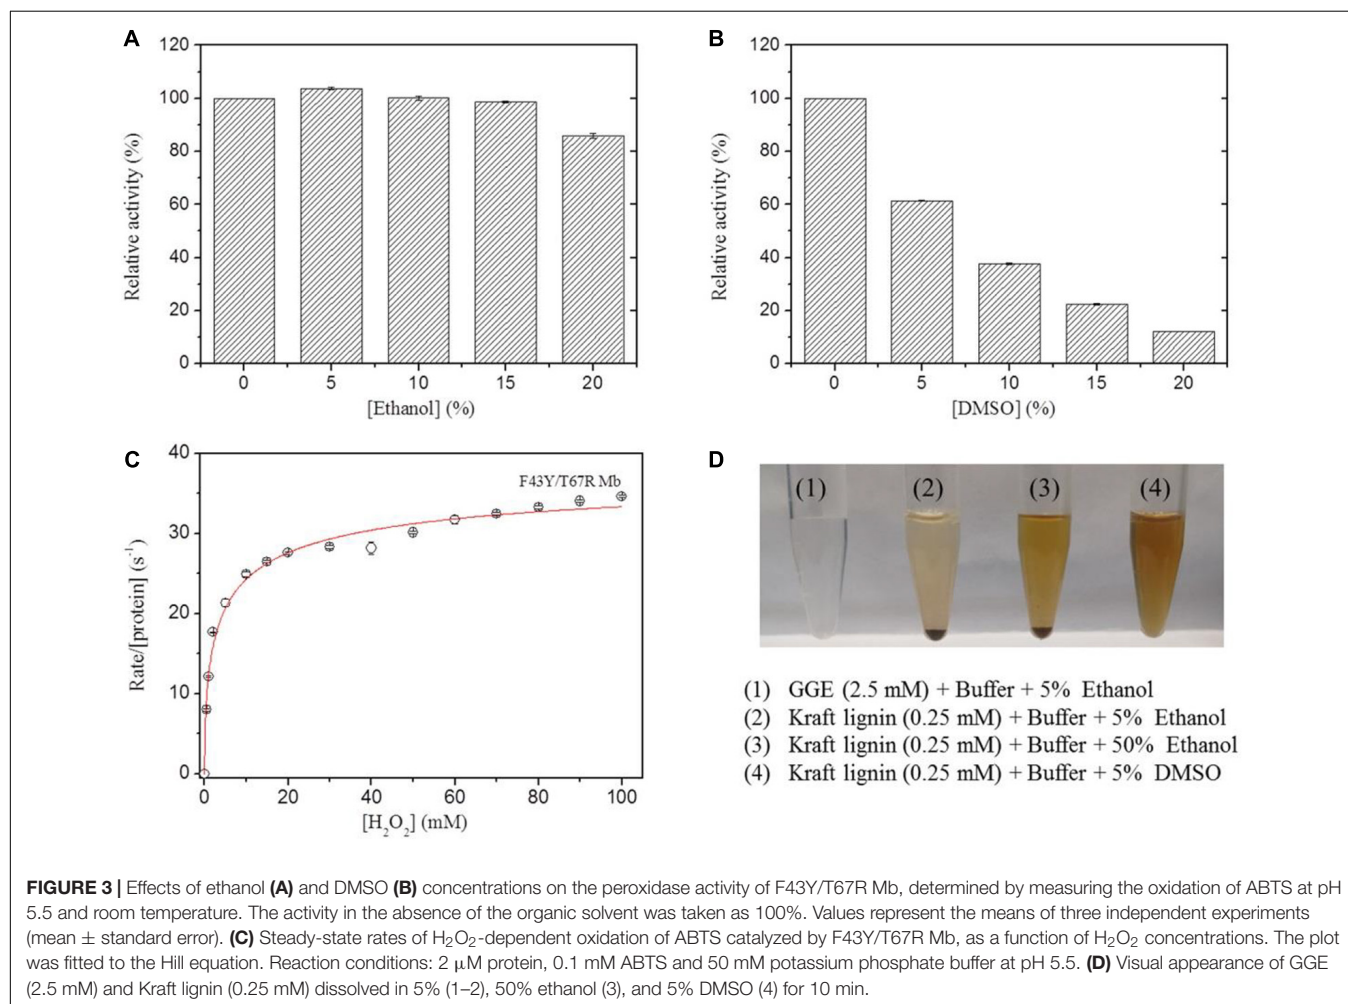 A
120
100
80
60
40
20
0
Relative activity (%)
0 5 10 15 20
[Ethanol] (%)
B
120
100
80
60
40
20
0
Relative activity (%)
0 5 10 15 20
[DMSO] (%)
C
40
30
20
10
0
Rate/[protein] (s⁻¹)
F43Y/T67R Mb
0 20 40 60 80 100
[H₂O₂] (mM)
D
(1) (2) (3) (4)
(1) GGE (2.5 mM) + Buffer + 5% Ethanol
(2) Kraft lignin (0.25 mM) + Buffer + 5% Ethanol
(3) Kraft lignin (0.25 mM) + Buffer + 50% Ethanol
(4) Kraft lignin (0.25 mM) + Buffer + 5% DMSO
FIGURE 3 | Effects of ethanol (A) and DMSO (B) concentrations on the peroxidase activity of F43Y/T67R Mb, determined by measuring the oxidation of ABTS at pH
5.5 and room temperature. The activity in the absence of the organic solvent was taken as 100%. Values represent the means of three independent experiments
(mean ± standard error). (C) Steady-state rates of H₂O₂-dependent oxidation of ABTS catalyzed by F43Y/T67R Mb, as a function of H₂O₂ concentrations. The plot
was fitted to the Hill equation. Reaction conditions: 2 μM protein, 0.1 mM ABTS and 50 mM potassium phosphate buffer at pH 5.5. (D) Visual appearance of GGE
(2.5 mM) and Kraft lignin (0.25 mM) dissolved in 5% (1–2), 50% ethanol (3), and 5% DMSO (4) for 10 min.